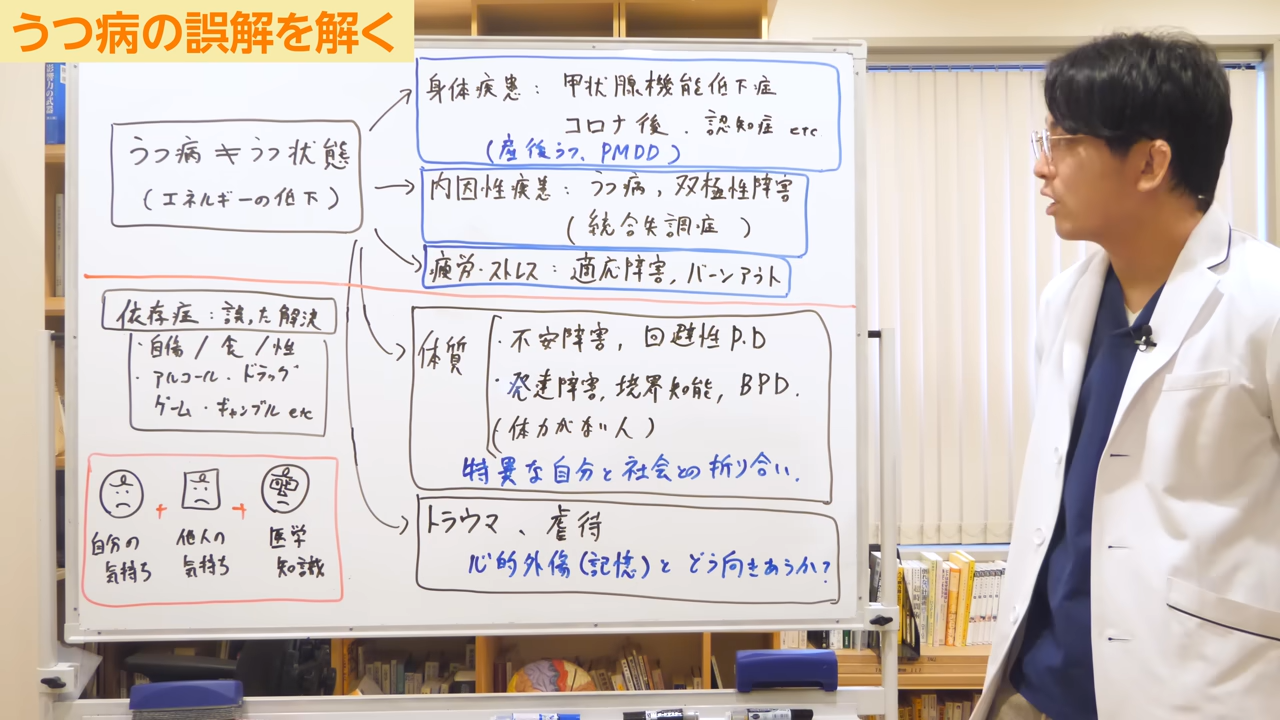 うつ病の誤解を解く
うつ病≠うつ状態
(エネルギーの低下)
身体疾患: 甲状腺機能低下症
コロナ後、認知症 etc
(産後うつ、PMDD)
内因性疾患: うつ病, 双極性障害
(統合失調症)
疲労・ストレス: 適応障害, バーンアウト
依存症: 誤った解決
・自傷 / 食 / 性
・アルコール・ドラッグ
ゲーム・ギャンブル etc
体質
・不安障害, 回避性P.D
・発達障害, 境界知能, BPD.
(体力がない人)
特異な自分と社会との折り合い.
トラウマ、虐待
心的外傷(記憶)とどう向きあうか?
自分の気持ち + 他人の気持ち + 医学知識